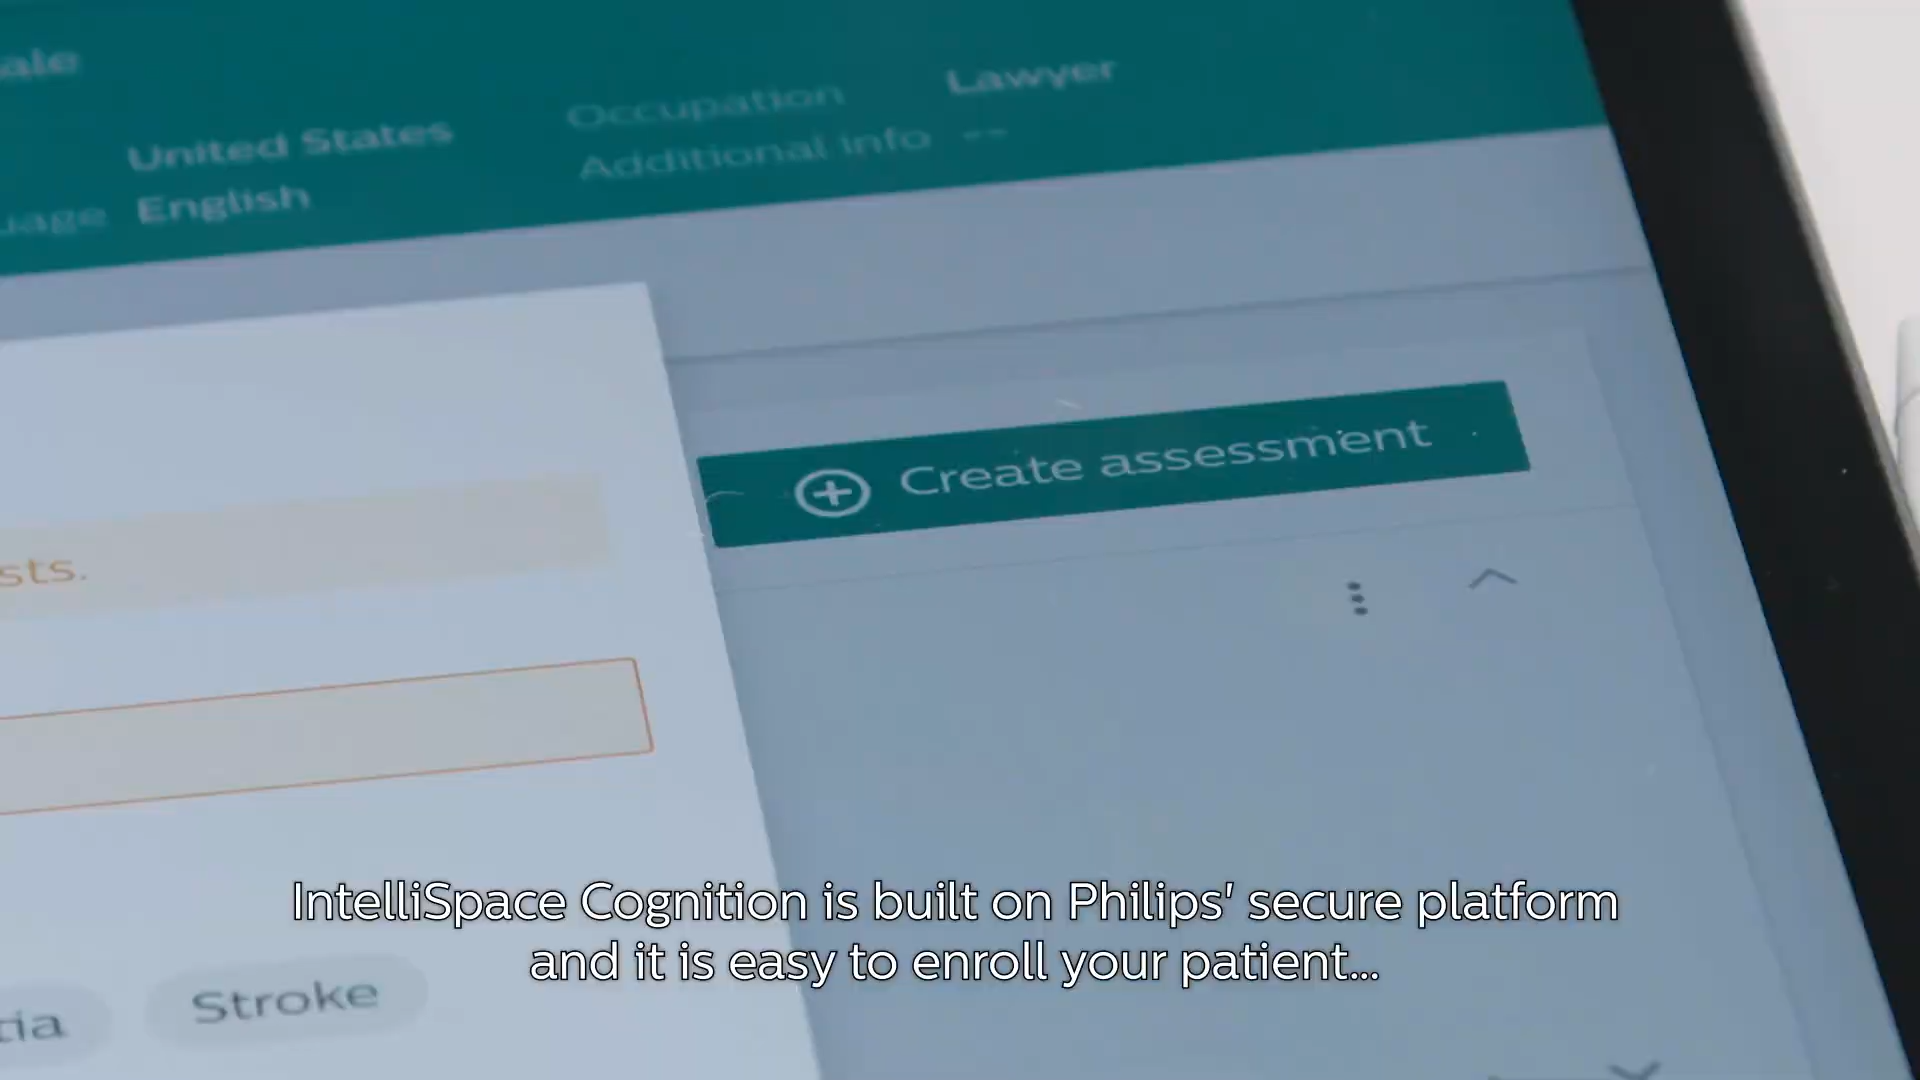 United States
English
Occupation Lawyer
Additional info --
Create assessment
sts.
Stroke
IntelliSpace Cognition is built on Philips' secure platform
and it is easy to enroll your patient...